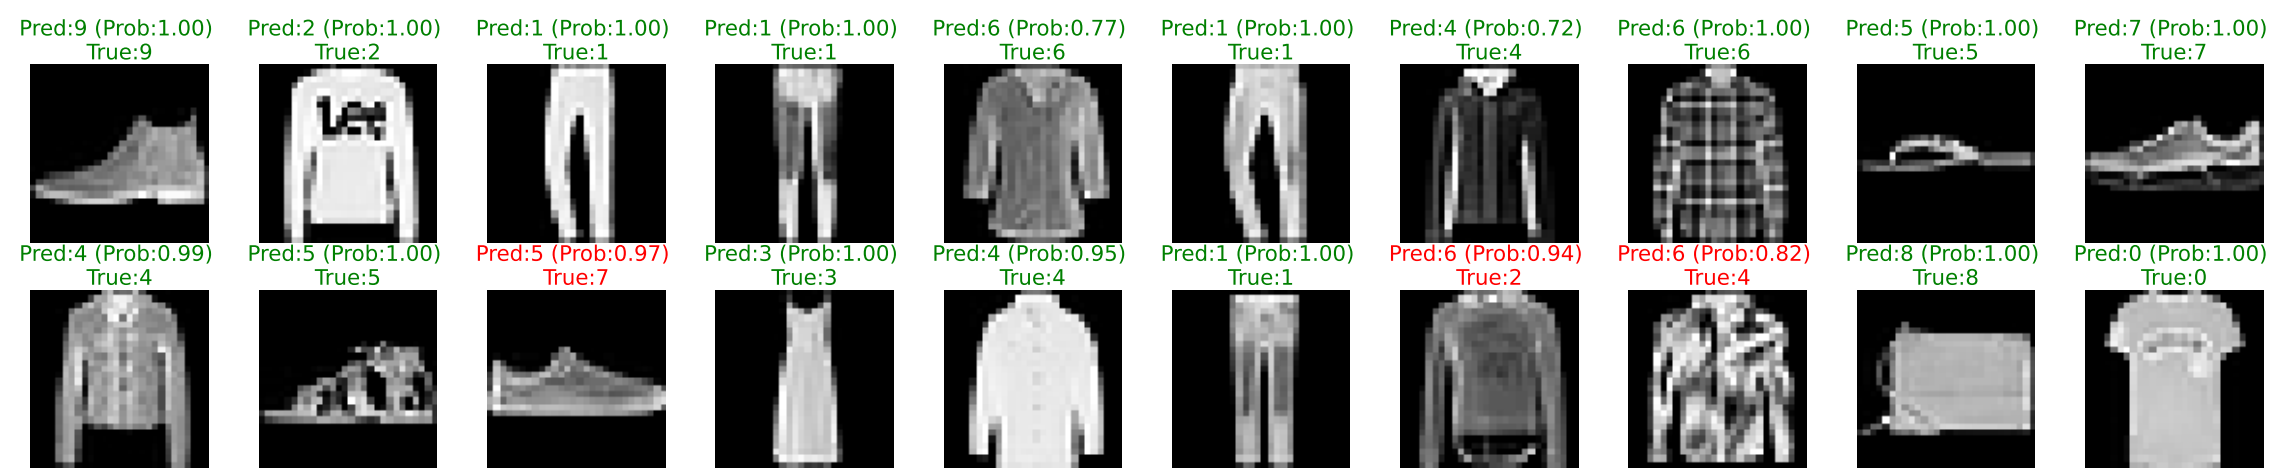 Pred:9 (Prob:1.00) Pred:2 (Prob:1.00) Pred:1 (Prob:1.00) Pred:1 (Prob:1.00) Pred:6 (Prob:0.77) Pred:1 (Prob:1.00) Pred:4 (Prob:0.72) Pred:6 (Prob:1.00) Pred:5 (Prob:1.00) Pred:7 (Prob:1.00)
True:9 True:2 True:1 True:1 True:6 True:1 True:4 True:6 True:5 True:7
Lee
Pred:4 (Prob:0.99) Pred:5 (Prob:1.00) Pred:5 (Prob:0.97) Pred:3 (Prob:1.00) Pred:4 (Prob:0.95) Pred:1 (Prob:1.00) Pred:6 (Prob:0.94) Pred:6 (Prob:0.82) Pred:8 (Prob:1.00) Pred:0 (Prob:1.00)
True:4 True:5 True:7 True:3 True:4 True:1 True:2 True:4 True:8 True:0